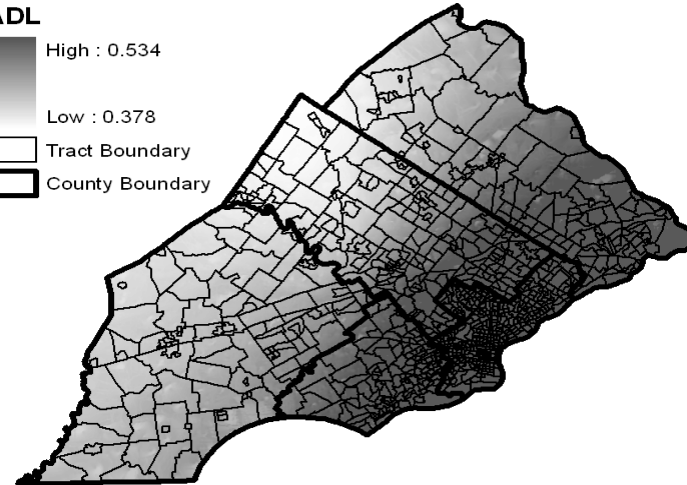 ADL
High : 0.534
Low : 0.378
Tract Boundary
County Boundary